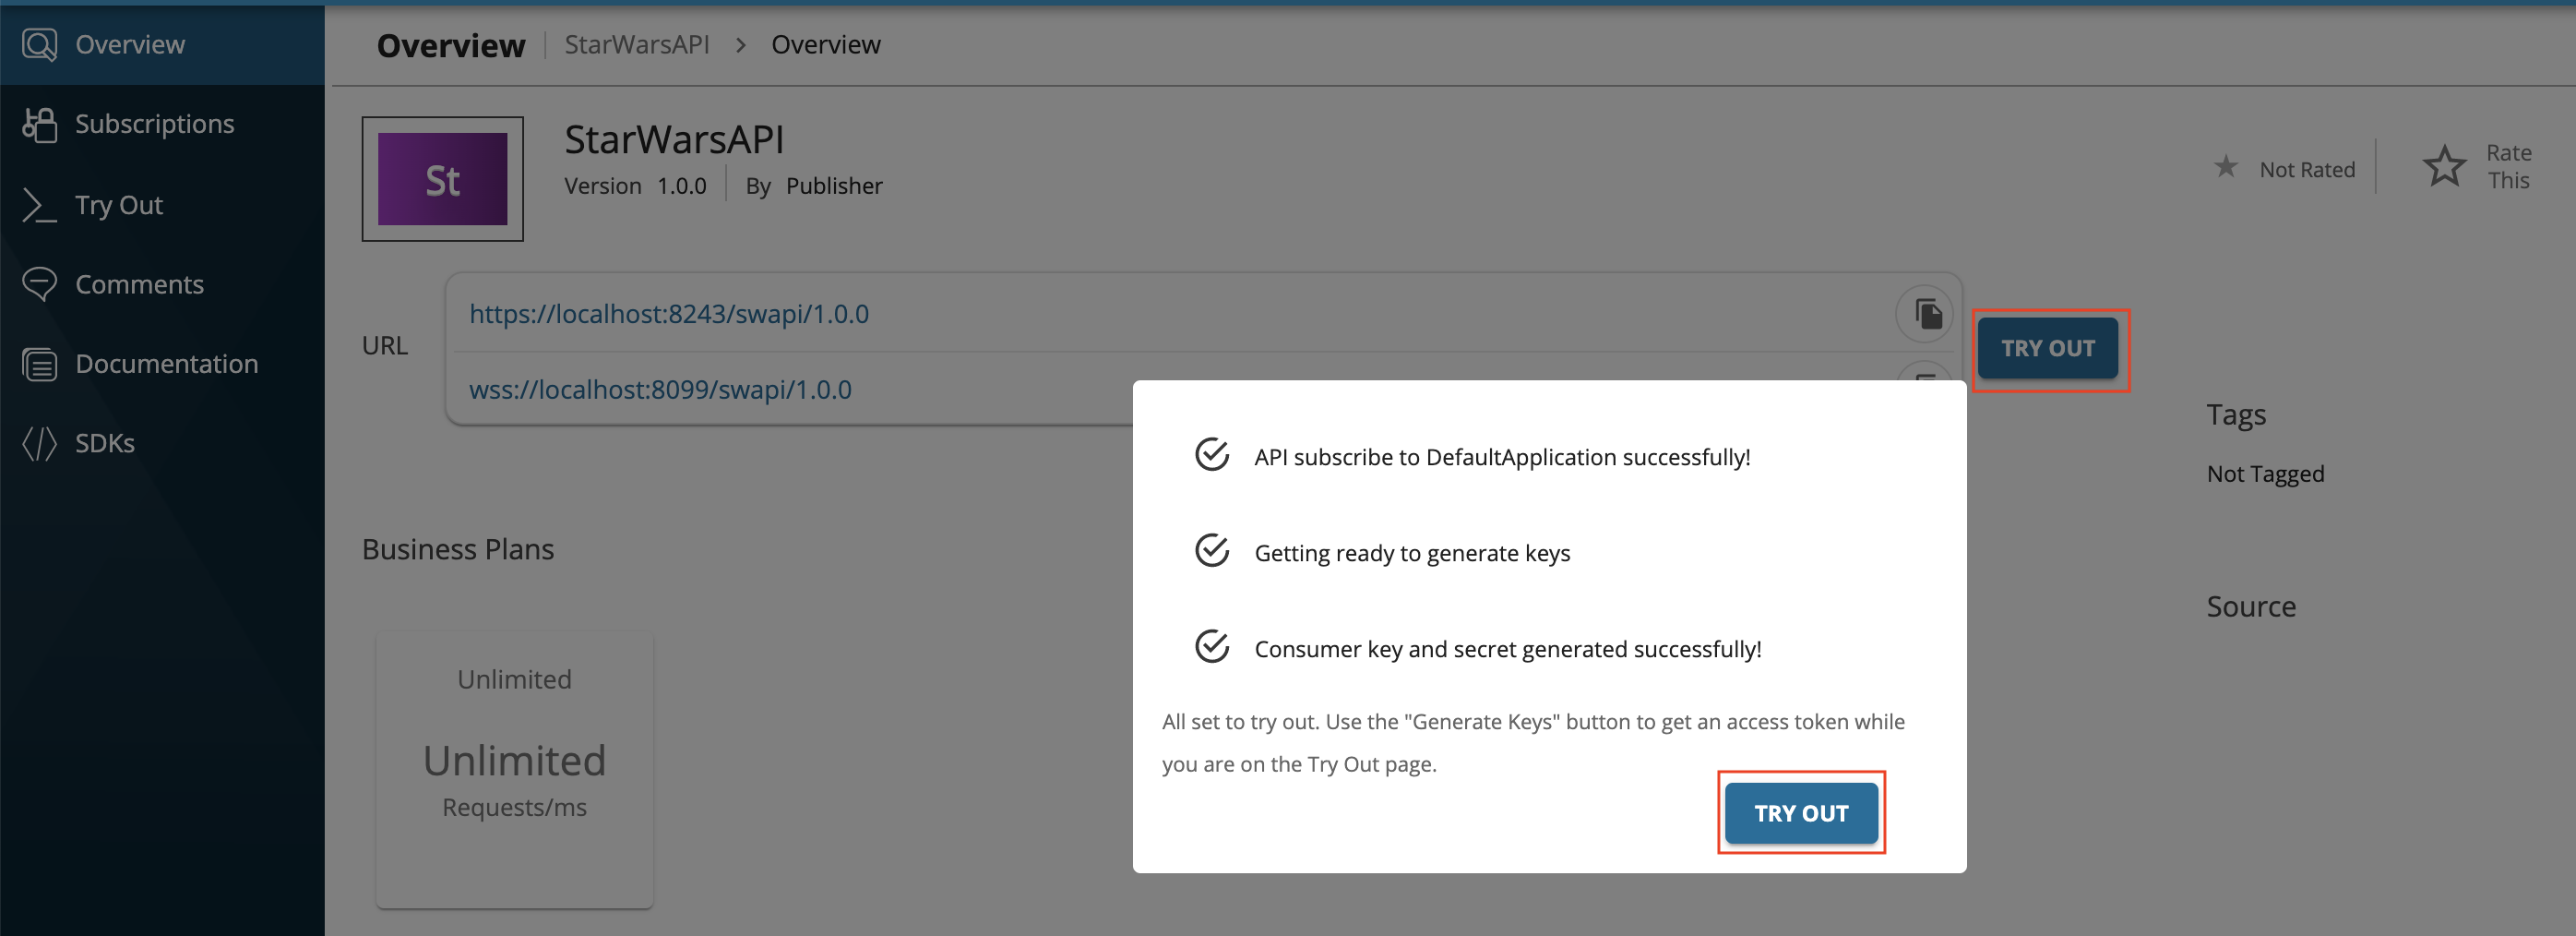 Overview
Subscriptions
Try Out
Comments
Documentation
SDKs
Overview StarWarsAPI > Overview
St
StarWarsAPI
Version 1.0.0 By Publisher
Not Rated
Rate
This
URL
https://localhost:8243/swapi/1.0.0
wss://localhost:8099/swapi/1.0.0
TRY OUT
Tags
Not Tagged
Source
Business Plans
Unlimited
Unlimited
Requests/ms
API subscribe to DefaultApplication successfully!
Getting ready to generate keys
Consumer key and secret generated successfully!
All set to try out. Use the "Generate Keys" button to get an access token while
you are on the Try Out page.
TRY OUT